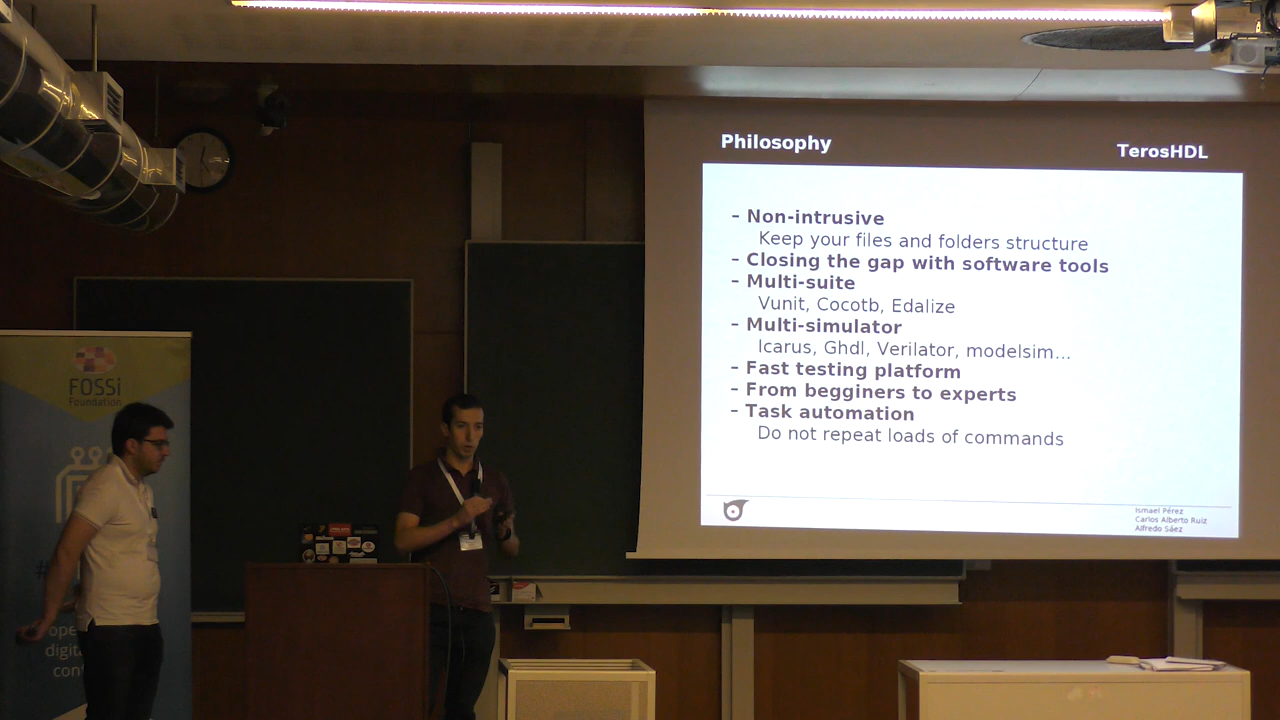 Philosophy
TerosHDL
– Non-intrusive
Keep your files and folders structure
– Closing the gap with software tools
– Multi-suite
Vunit, Cocotb, Edalize
– Multi-simulator
Icarus, Ghdl, Verilator, modelsim...
– Fast testing platform
– From begginers to experts
– Task automation
Do not repeat loads of commands
Ismael Pérez
Carlos Alberto Ruiz
Alfredo Sáez
FOSSi
Foundation